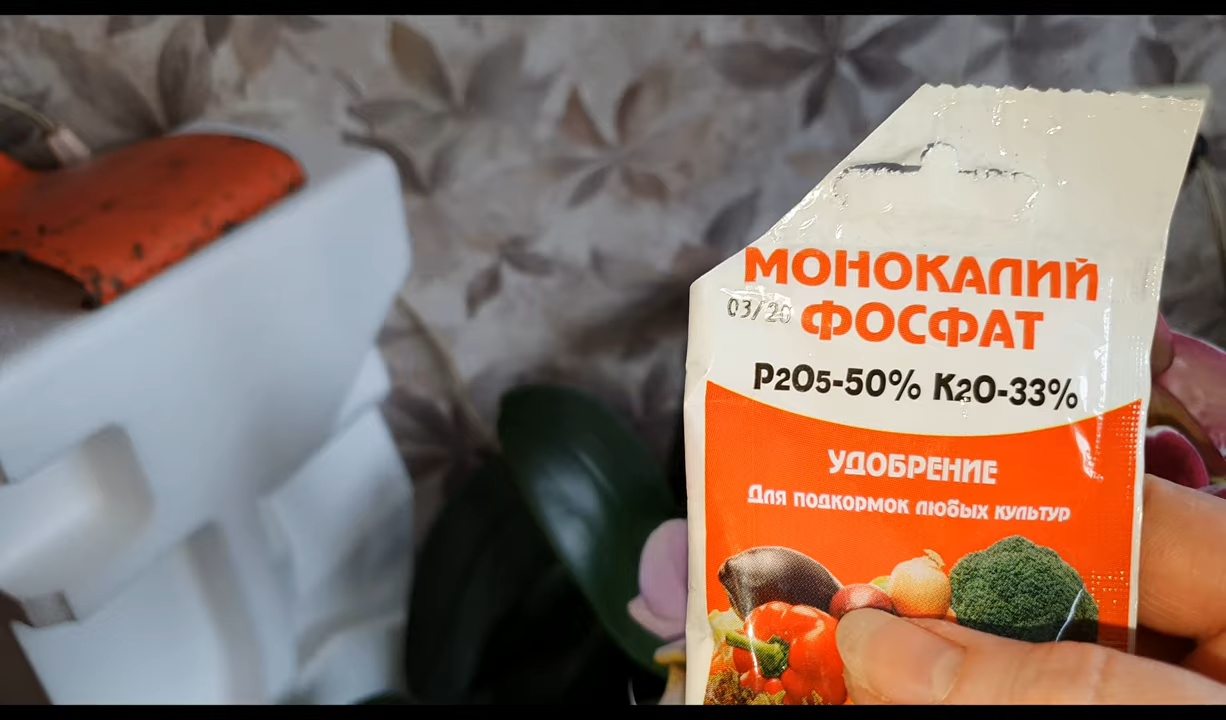 МОНОКАЛИЙ
03/20 ФОСФАТ
P2O5-50% K2O-33%
УДОБРЕНИЕ
Для подкормок любых культур